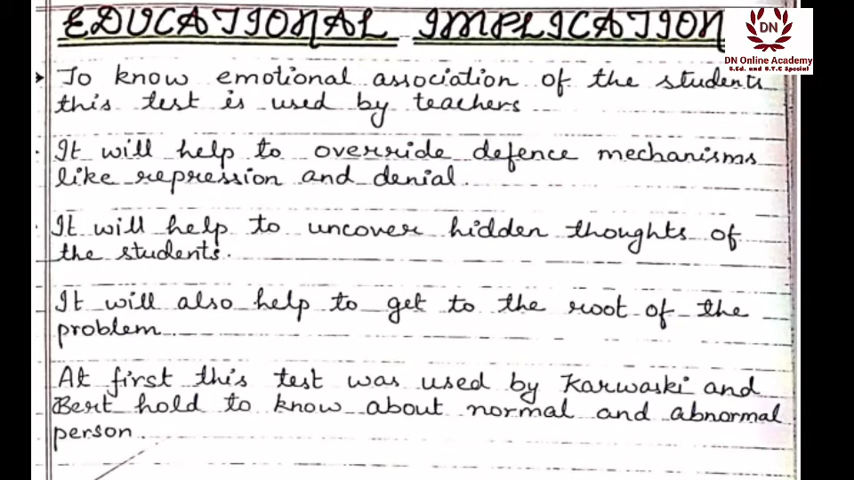 EDUCATIONAL IMPLICATION
DN
DN Online Academy
B.Ed. and B.T.C Special
To know emotional association of the students
this test is used by teachers
It will help to override defence mechanisms
like repression and denial.
It will help to uncover hidden thoughts of
the students.
It will also help to get to the root of the
problem
At first this test was used by Karwaski and
Bert hold to know about normal and abnormal
person